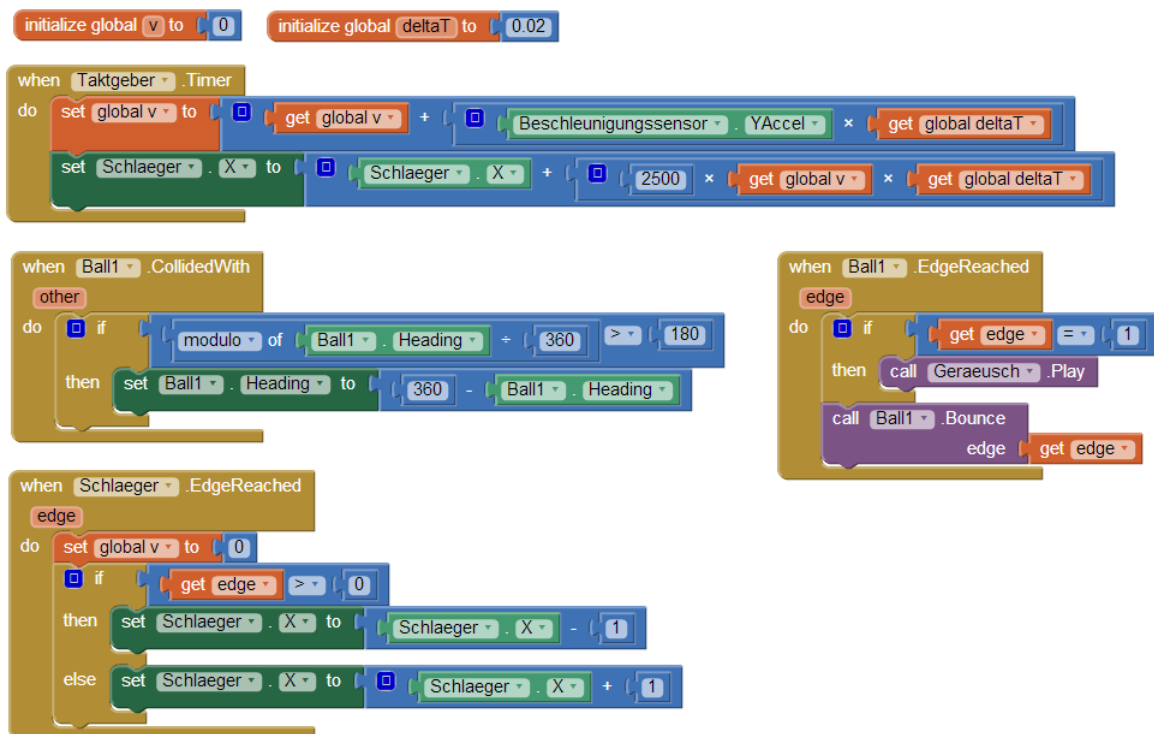 initialize global v to 0 initialize global deltaT to 0.02
when Taktgeber .Timer
do set global v to get global v + Beschleunigungssensor . YAccel × get global deltaT
set Schlaeger . X to Schlaeger . X + 2500 × get global v × get global deltaT
when Ball1 .CollidedWith
other
do if modulo of Ball1 . Heading ÷ 360 > 180
then set Ball1 . Heading to 360 - Ball1 . Heading
when Ball1 .EdgeReached
edge
do if get edge = 1
then call Geraeusch .Play
call Ball1 .Bounce
edge get edge
when Schlaeger .EdgeReached
edge
do set global v to 0
if get edge > 0
then set Schlaeger . X to Schlaeger . X - 1
else set Schlaeger . X to Schlaeger . X + 1